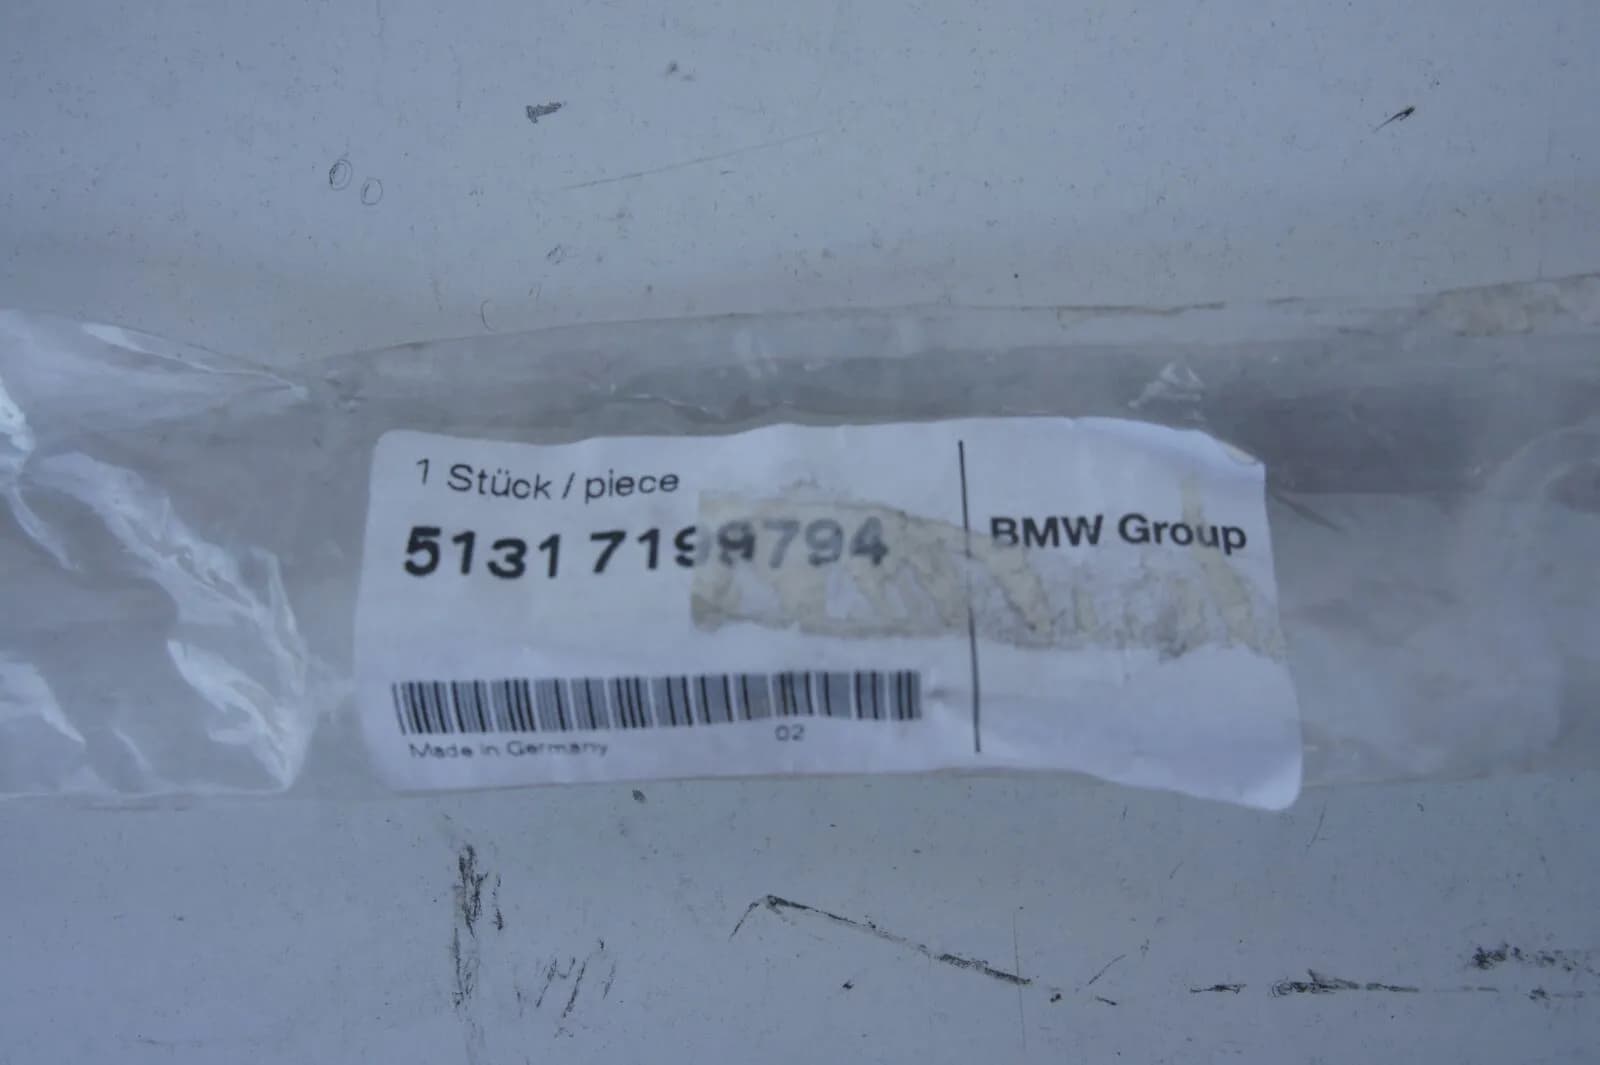 1 Stück / piece
5131 7199794
BMW Group
Made in Germany
02